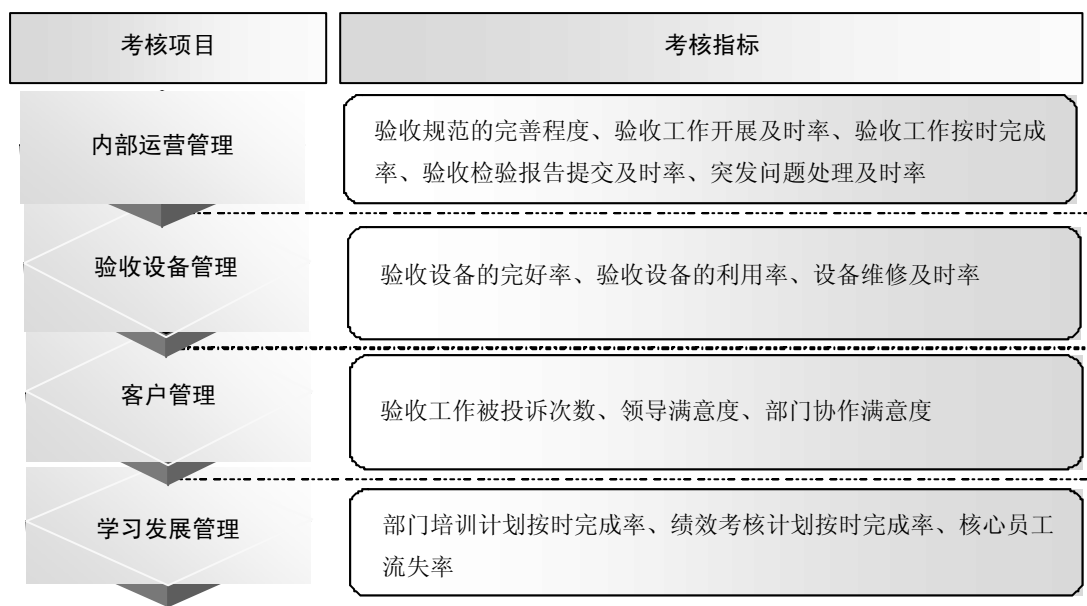 考核项目
考核指标
内部运营管理
验收规范的完善程度、验收工作开展及时率、验收工作按时完成
率、验收检验报告提交及时率、突发问题处理及时率
验收设备管理
验收设备的完好率、验收设备的利用率、设备维修及时率
客户管理
验收工作被投诉次数、领导满意度、部门协作满意度
学习发展管理
部门培训计划按时完成率、绩效考核计划按时完成率、核心员工
流失率